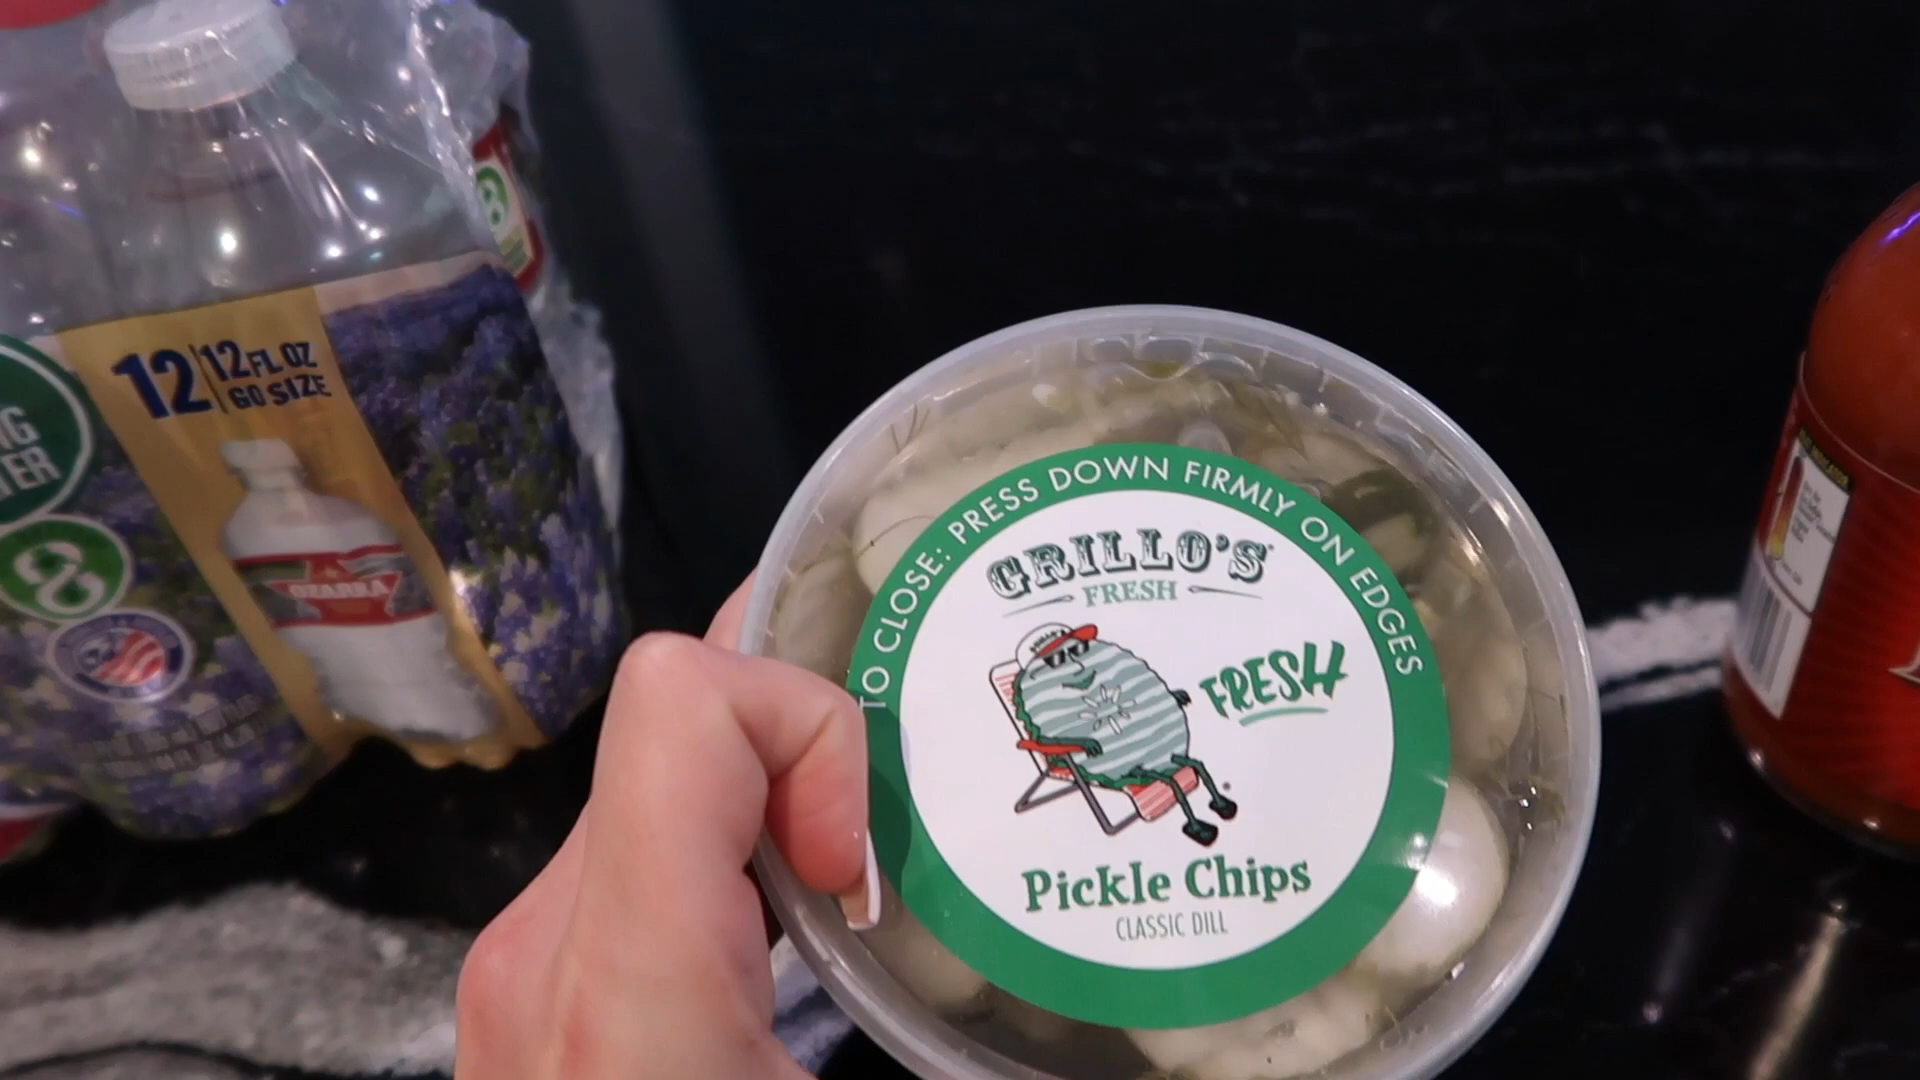 12
12 FL OZ
GO SIZE
OZARKA
TO CLOSE: PRESS DOWN FIRMLY ON EDGES
GRILLO'S
FRESH
FRESH
Pickle Chips
CLASSIC DILL